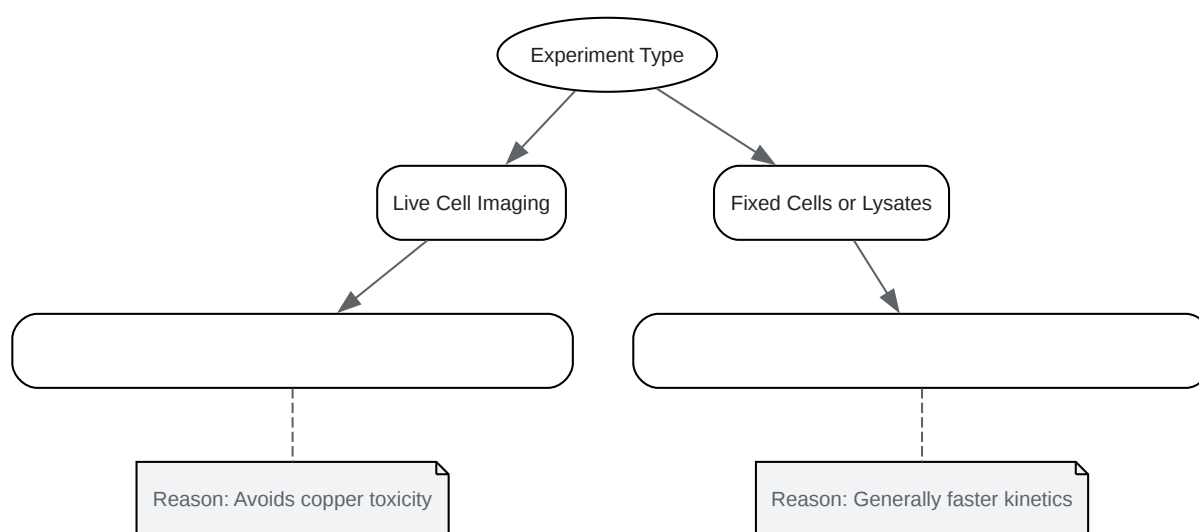 Experiment Type
Live Cell Imaging
Fixed Cells or Lysates
Reason: Avoids copper toxicity
Reason: Generally faster kinetics